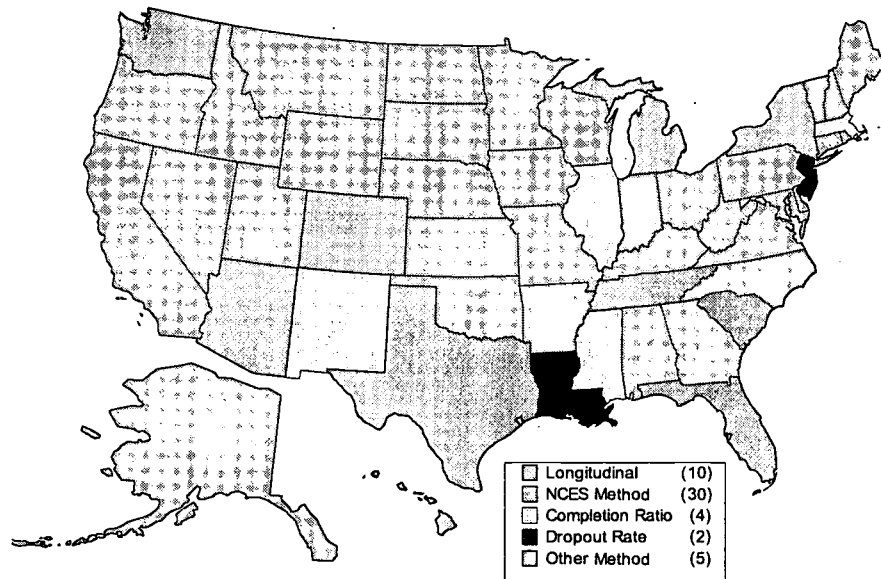 Longitudinal (10)
NCES Method (30)
Completion Ratio (4)
Dropout Rate (2)
Other Method (5)